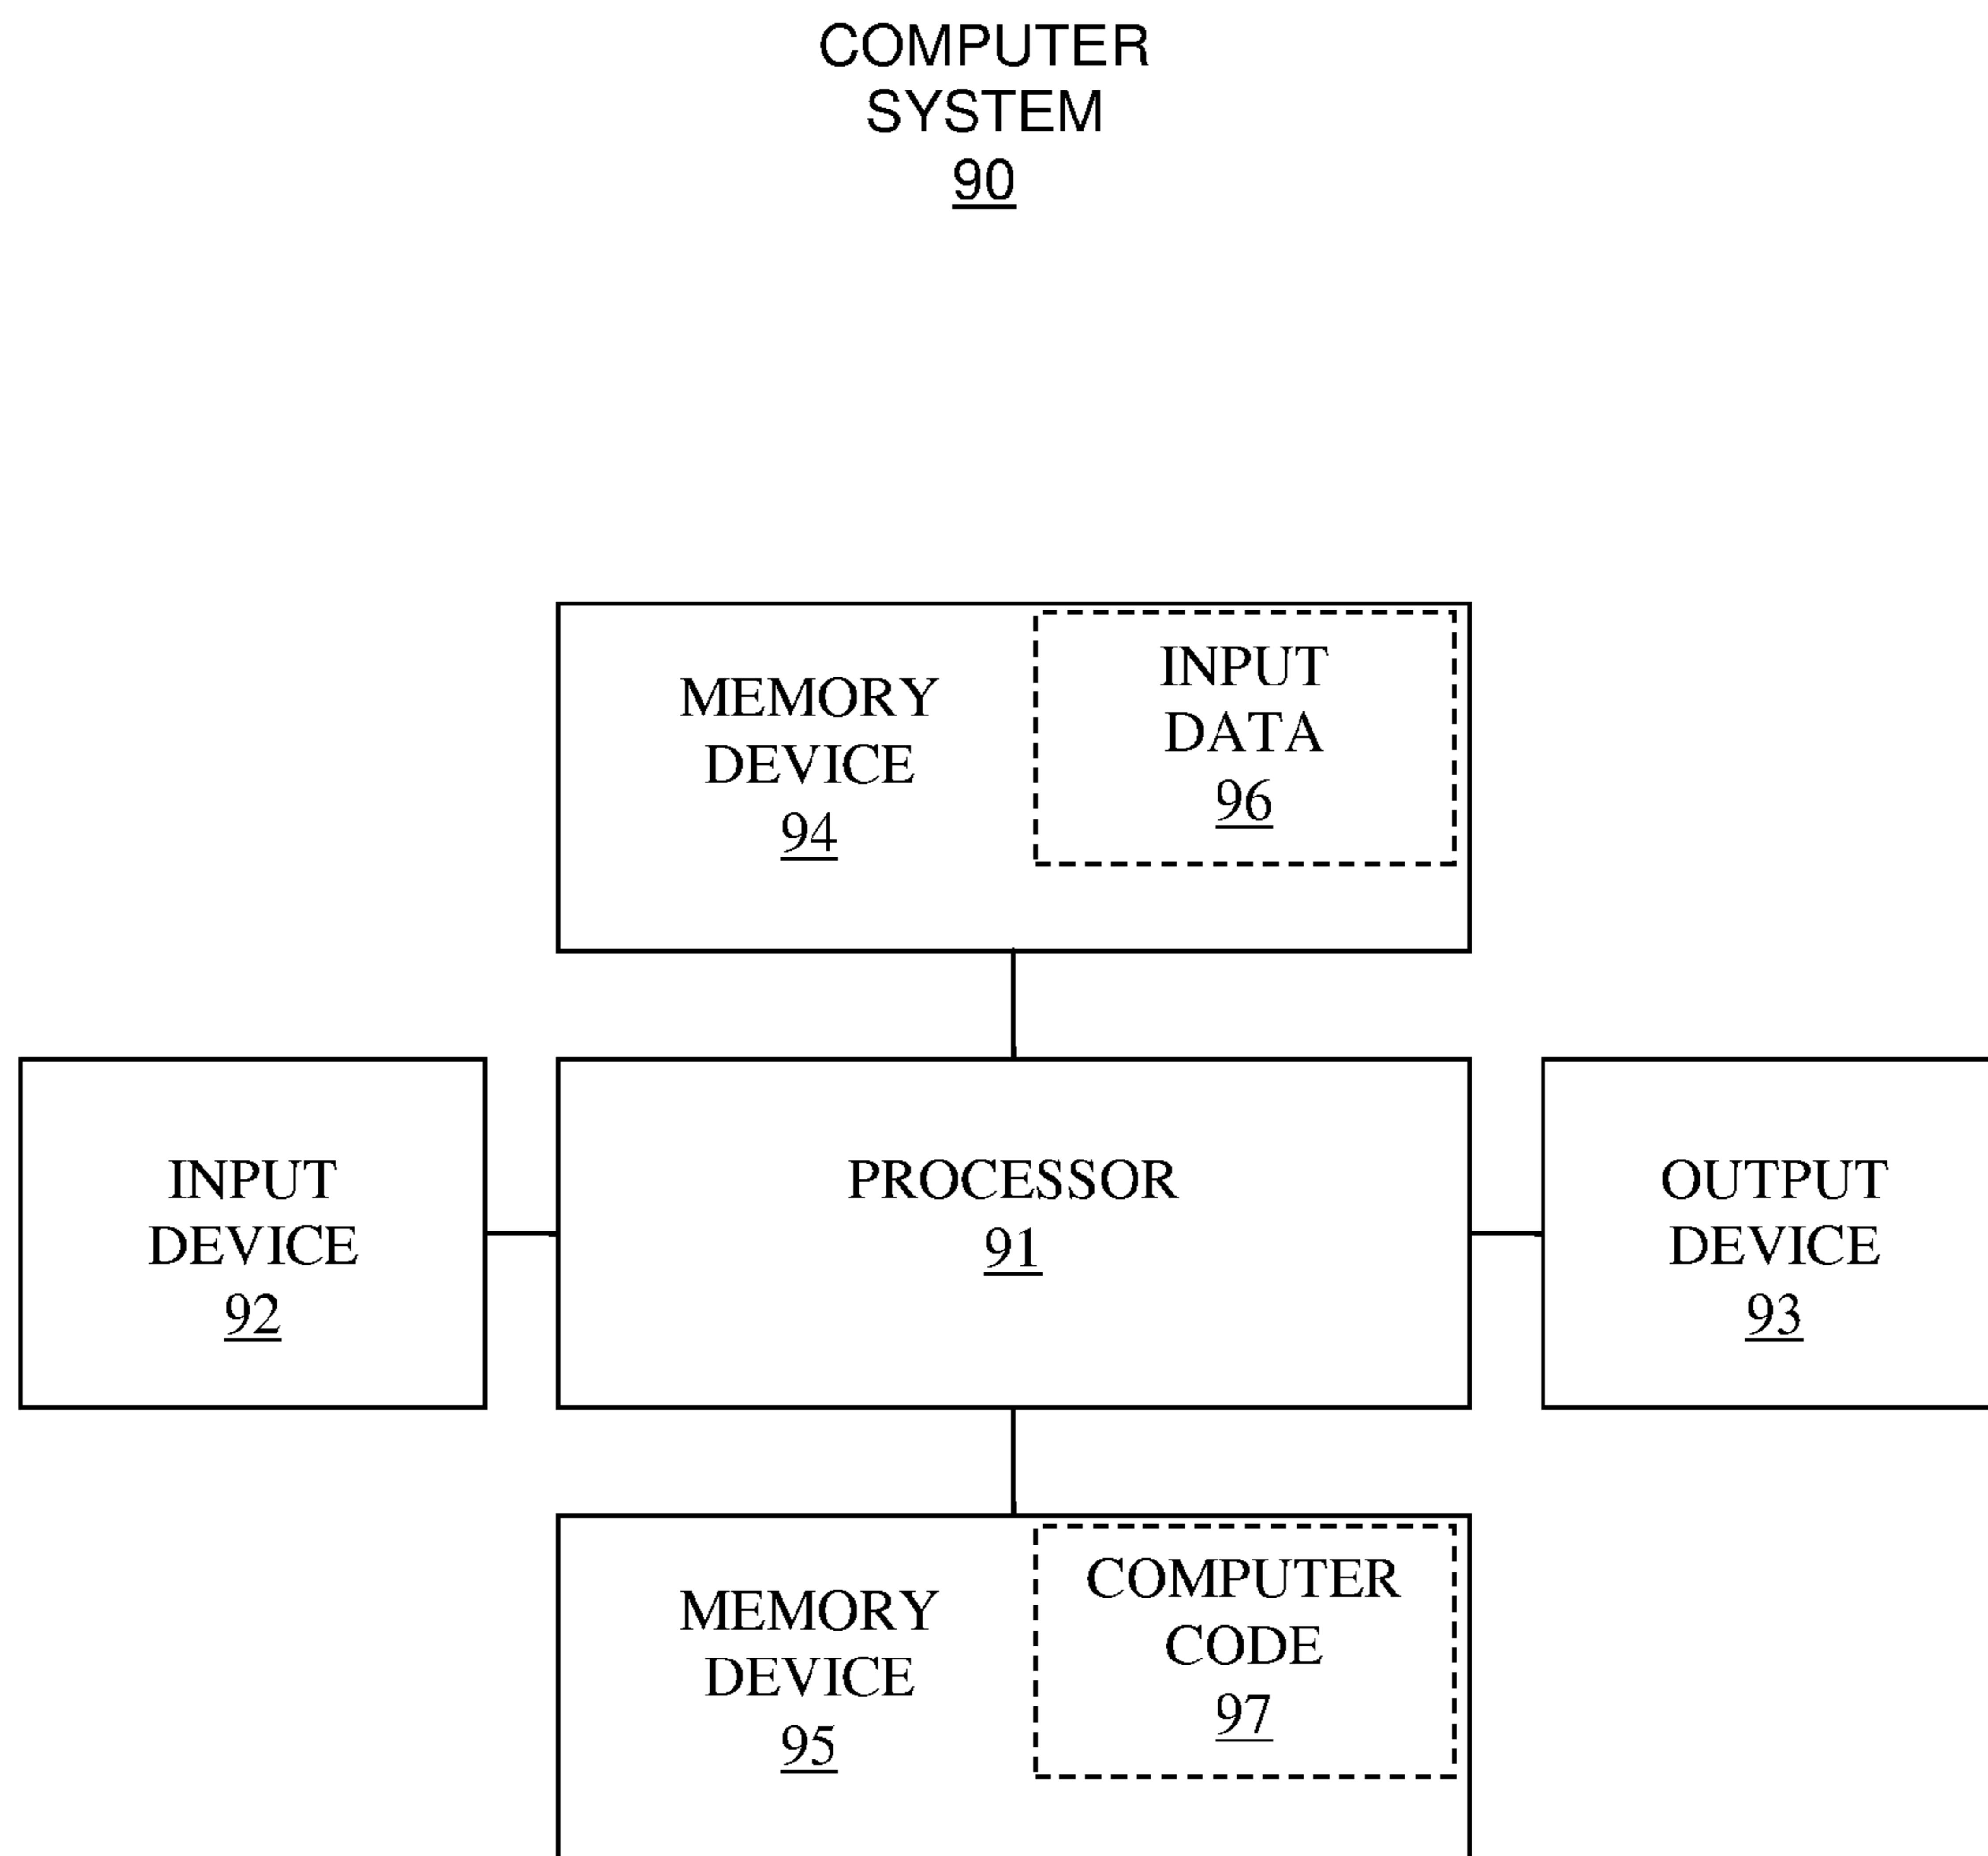 COMPUTER
SYSTEM
90
MEMORY
DEVICE
94
INPUT
DATA
96
INPUT
DEVICE
92
PROCESSOR
91
OUTPUT
DEVICE
93
MEMORY
DEVICE
95
COMPUTER
CODE
97